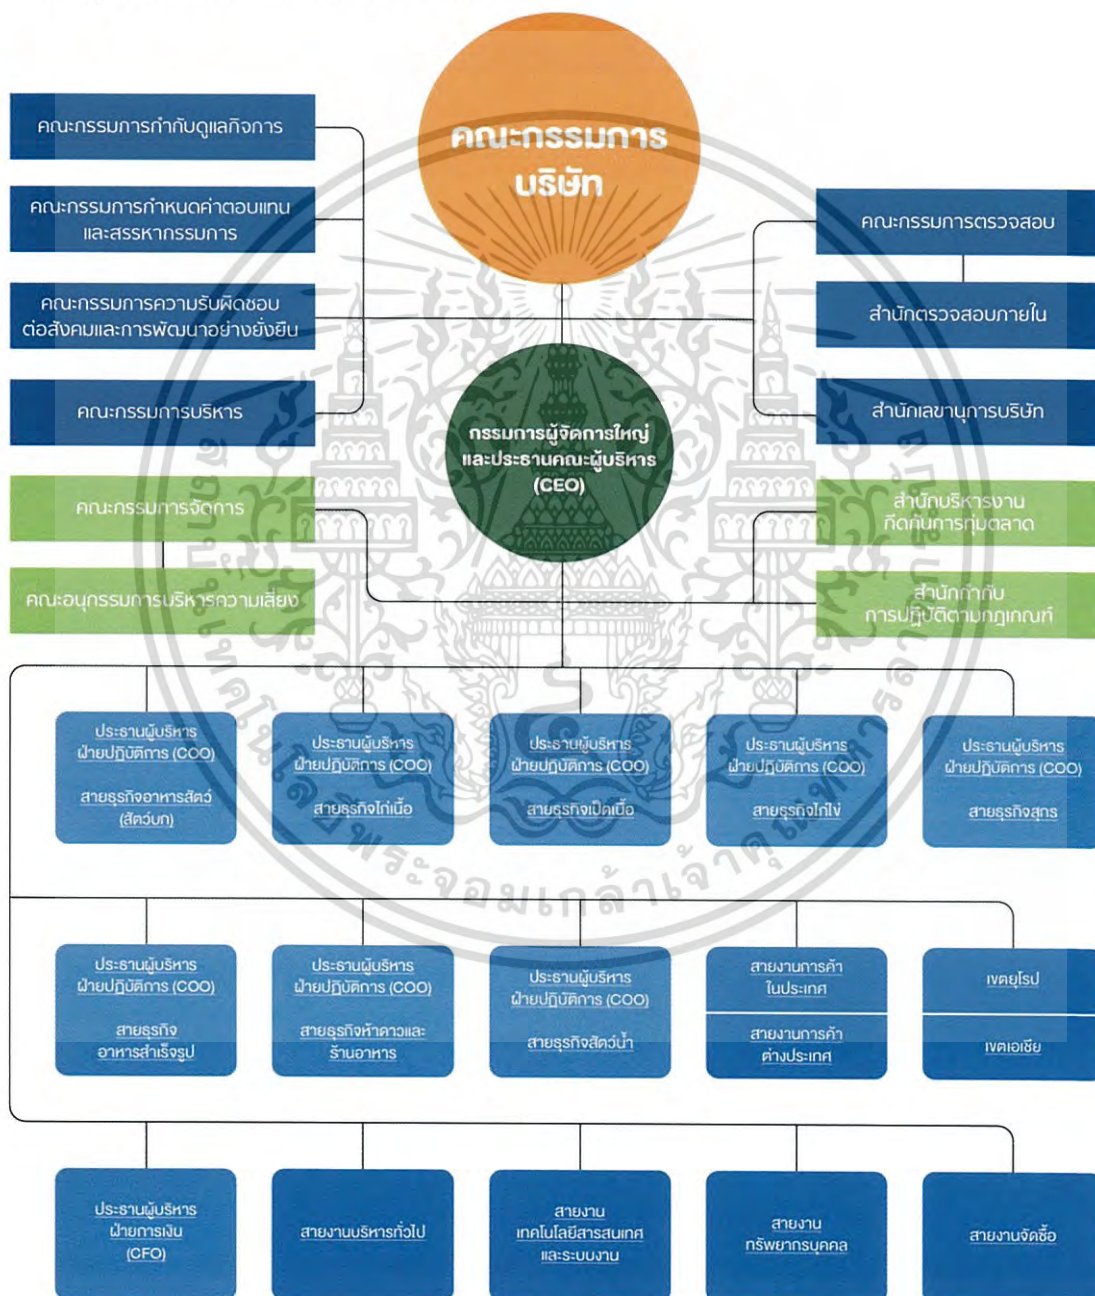 คณะกรรมการ
บริษัท
คณะกรรมการกำกับดูแลกิจการ
คณะกรรมการกำหนดค่าตอบแทน
และสรรหากรรมการ
คณะกรรมการความรับผิดชอบ
ต่อสังคมและการพัฒนาอย่างยั่งยืน
คณะกรรมการบริหาร
คณะกรรมการตรวจสอบ
สำนักตรวจสอบภายใน
สำนักเลขานุการบริษัท
กรรมการผู้จัดการใหญ่
และประธานคณะผู้บริหาร
(CEO)
คณะกรรมการจัดการ
คณะอนุกรรมการบริหารความเสี่ยง
สำนักบริหารงาน
กีดกันการทุ่มตลาด
สำนักกำกับ
การปฏิบัติตามกฎเกณฑ์
ประธานผู้บริหาร
ฝ่ายปฏิบัติการ (COO)
สายธุรกิจอาหารสัตว์
(สัตว์บก)
ประธานผู้บริหาร
ฝ่ายปฏิบัติการ (COO)
สายธุรกิจไก่เนื้อ
ประธานผู้บริหาร
ฝ่ายปฏิบัติการ (COO)
สายธุรกิจเป็ดเนื้อ
ประธานผู้บริหาร
ฝ่ายปฏิบัติการ (COO)
สายธุรกิจไก่ไข่
ประธานผู้บริหาร
ฝ่ายปฏิบัติการ (COO)
สายธุรกิจสุกร
ประธานผู้บริหาร
ฝ่ายปฏิบัติการ (COO)
สายธุรกิจ
อาหารสำเร็จรูป
ประธานผู้บริหาร
ฝ่ายปฏิบัติการ (COO)
สายธุรกิจห้าดาวและ
ร้านอาหาร
ประธานผู้บริหาร
ฝ่ายปฏิบัติการ (COO)
สายธุรกิจสัตว์น้ำ
สายงานการค้า
ในประเทศ
สายงานการค้า
ต่างประเทศ
เขตยุโรป
เขตเอเชีย
ประธานผู้บริหาร
ฝ่ายการเงิน
(CFO)
สายงานบริหารทั่วไป
สายงาน
เทคโนโลยีสารสนเทศ
และระบบงาน
สายงาน
ทรัพยากรบุคคล
สายงานจัดซื้อ
สถาบันเทคโนโลยีพระจอมเกล้าเจ้าคุณทหารลาดกระบัง